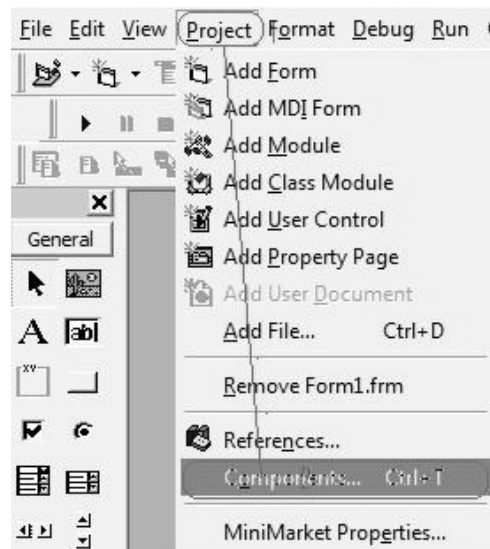 File Edit View Project Format Debug Run
Add Form
Add MDI Form
Add Module
Add Class Module
General
Add User Control
Add Property Page
Add User Document
A
abl
Add File... Ctrl+D
XY
Remove Form1.frm
References...
Components... Ctrl+T
MiniMarket Properties...